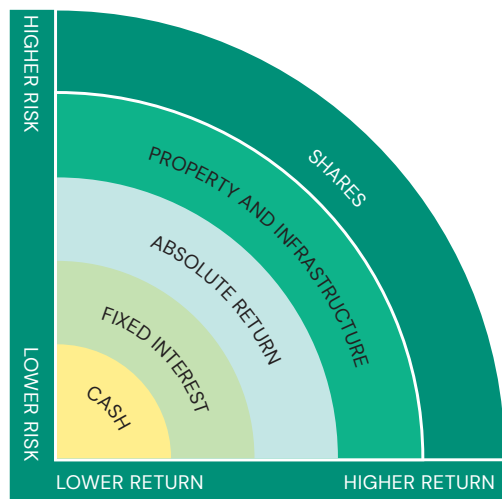 HIGHER RISK
SHARES
PROPERTY AND INFRASTRUCTURE
ABSOLUTE RETURN
FIXED INTEREST
CASH
LOWER RISK
LOWER RETURN
HIGHER RETURN